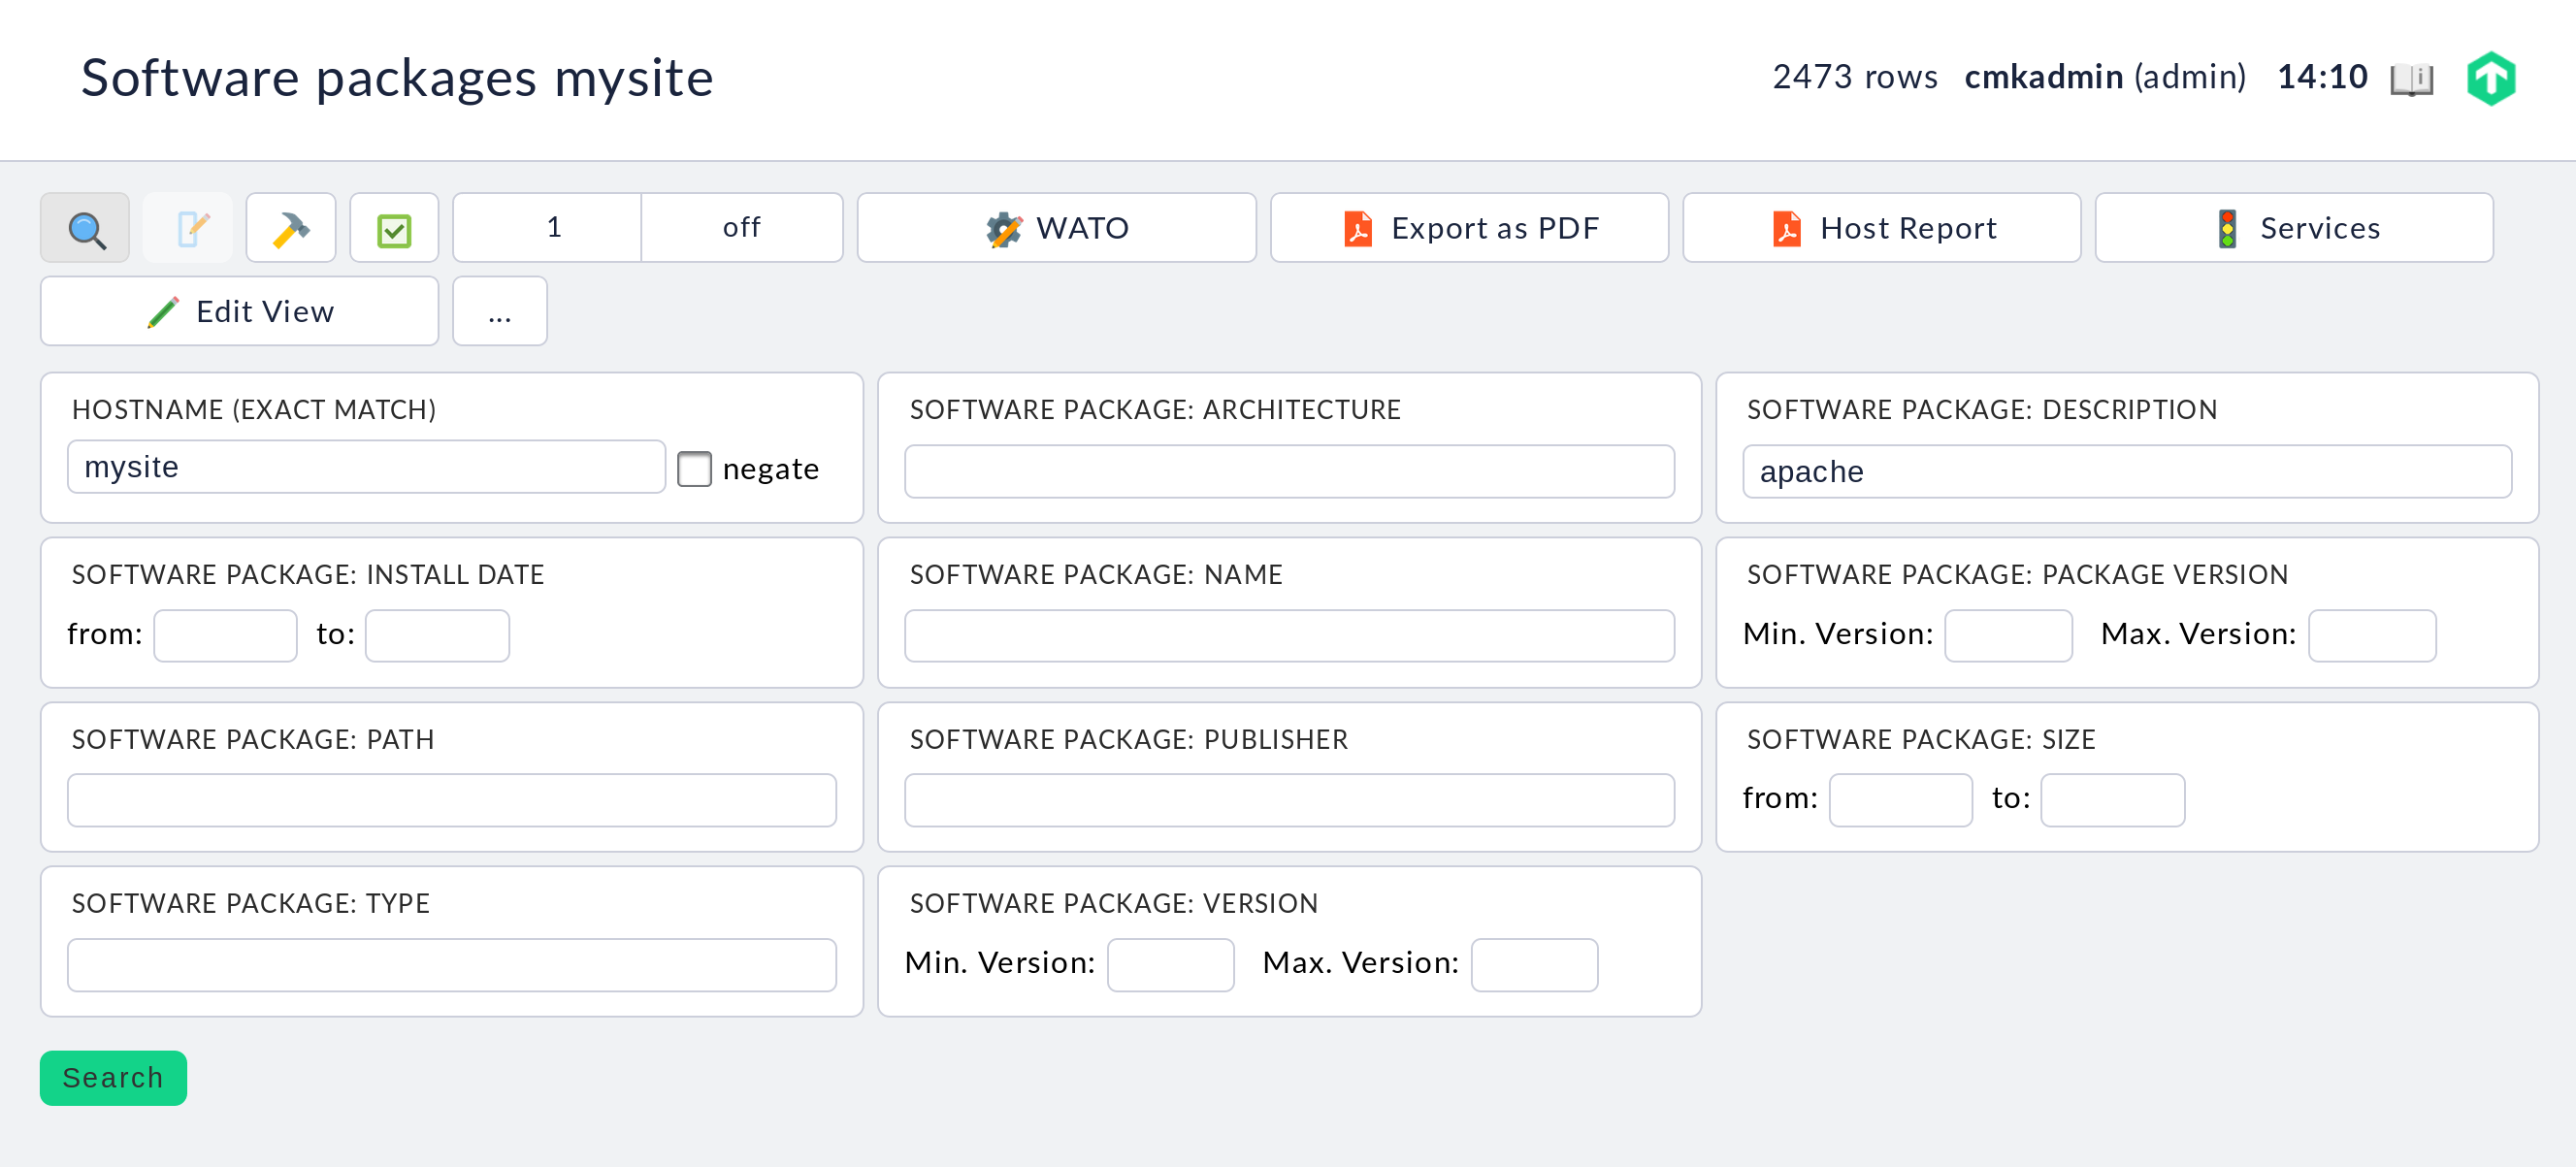 Software packages mysite
2473 rows cmkadmin (admin) 14:10
1 off WATO Export as PDF Host Report Services
Edit View ...
HOSTNAME (EXACT MATCH) SOFTWARE PACKAGE: ARCHITECTURE SOFTWARE PACKAGE: DESCRIPTION
mysite negate apache
SOFTWARE PACKAGE: INSTALL DATE SOFTWARE PACKAGE: NAME SOFTWARE PACKAGE: PACKAGE VERSION
from: to: Min. Version: Max. Version:
SOFTWARE PACKAGE: PATH SOFTWARE PACKAGE: PUBLISHER SOFTWARE PACKAGE: SIZE
from: to:
SOFTWARE PACKAGE: TYPE SOFTWARE PACKAGE: VERSION
Min. Version: Max. Version:
Search